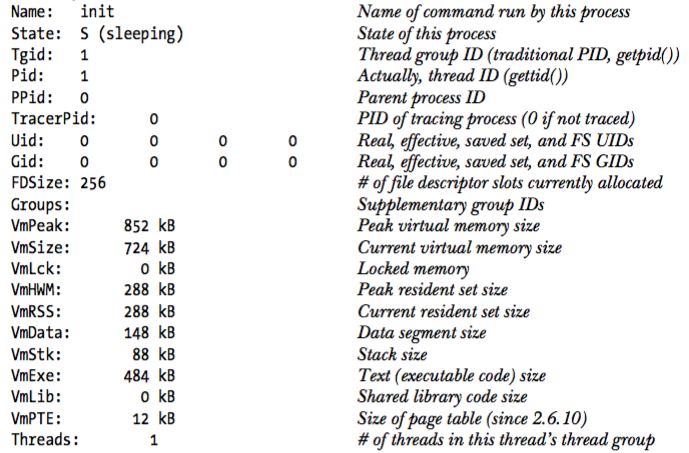 Name: init Name of command run by this process
State: S (sleeping) State of this process
Tgid: 1 Thread group ID (traditional PID, getpid())
Pid: 1 Actually, thread ID (gettid())
PPid: 0 Parent process ID
TracerPid: 0 PID of tracing process (0 if not traced)
Uid: 0 0 0 0 Real, effective, saved set, and FS UIDs
Gid: 0 0 0 0 Real, effective, saved set, and FS GIDs
FDSize: 256 # of file descriptor slots currently allocated
Groups: Supplementary group IDs
VmPeak: 852 kB Peak virtual memory size
VmSize: 724 kB Current virtual memory size
VmLck: 0 kB Locked memory
VmHWM: 288 kB Peak resident set size
VmRSS: 288 kB Current resident set size
VmData: 148 kB Data segment size
VmStk: 88 kB Stack size
VmExe: 484 kB Text (executable code) size
VmLib: 0 kB Shared library code size
VmPTE: 12 kB Size of page table (since 2.6.10)
Threads: 1 # of threads in this thread’s thread group